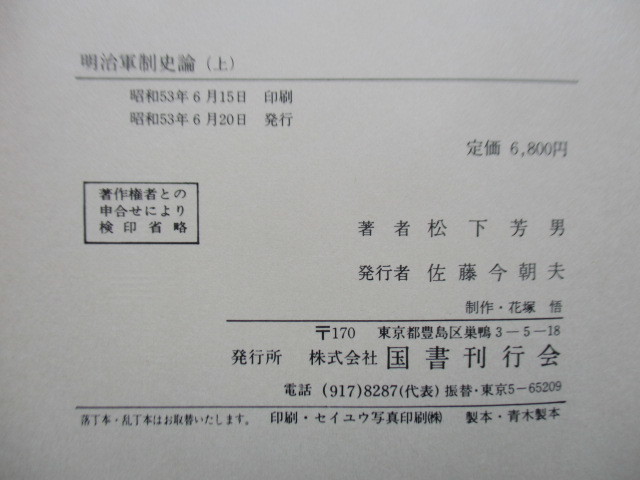 明治軍制史論（上）
昭和53年6月15日　印刷
昭和53年6月20日　発行
定価 6,800円
著作権者との
申合せにより
検印省略
著者　松下芳男
発行者　佐藤今朝夫
制作・花塚　悟
〒170　東京都豊島区巣鴨3－5－18
発行所　株式会社　国書刊行会
電話（917）8287（代表）振替・東京5－65209
落丁本・乱丁本はお取替いたします。　印刷・セイユウ写真印刷㈱　製本・青木製本